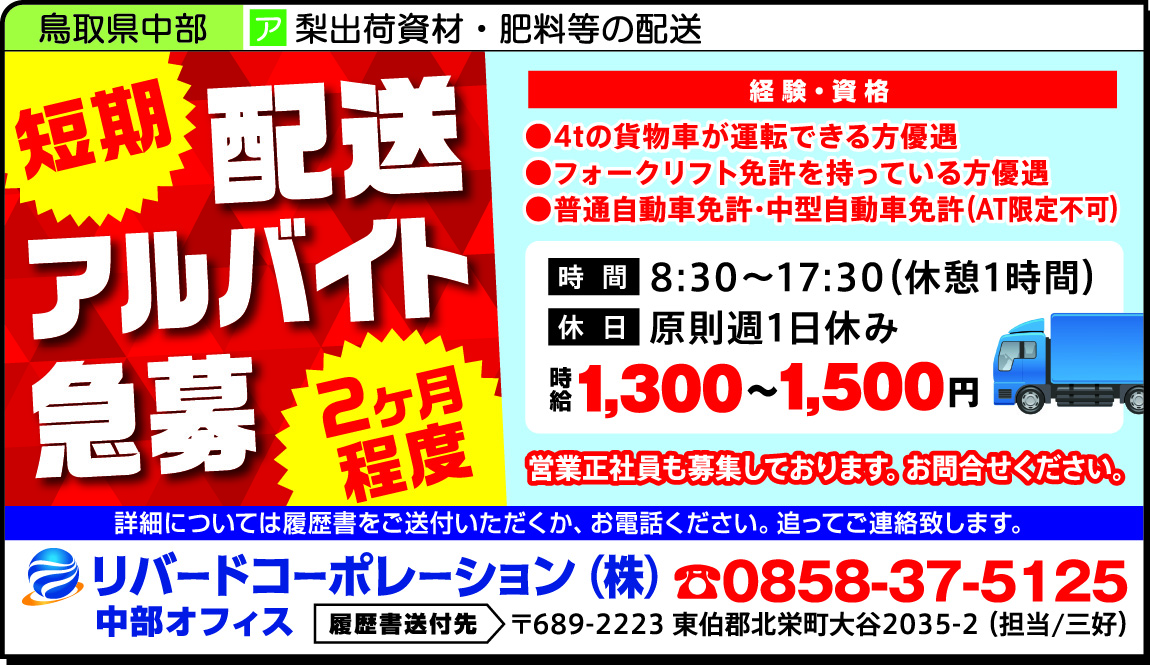 鳥取県中部 ア 梨出荷資材・肥料等の配送
短期
配送
アルバイト
急募
2ヶ月
程度
経験・資格
●4tの貨物車が運転できる方優遇
●フォークリフト免許を持っている方優遇
●普通自動車免許・中型自動車免許(AT限定不可)
時間 8:30〜17:30(休憩1時間)
休日 原則週1日休み
時給 1,300〜1,500円
営業正社員も募集しております。お問合せください。
詳細については履歴書をご送付いただくか、お電話ください。追ってご連絡致します。
リバードコーポレーション(株) ☎0858-37-5125
中部オフィス 履歴書送付先 〒689-2223 東伯郡北栄町大谷2035-2(担当/三好)